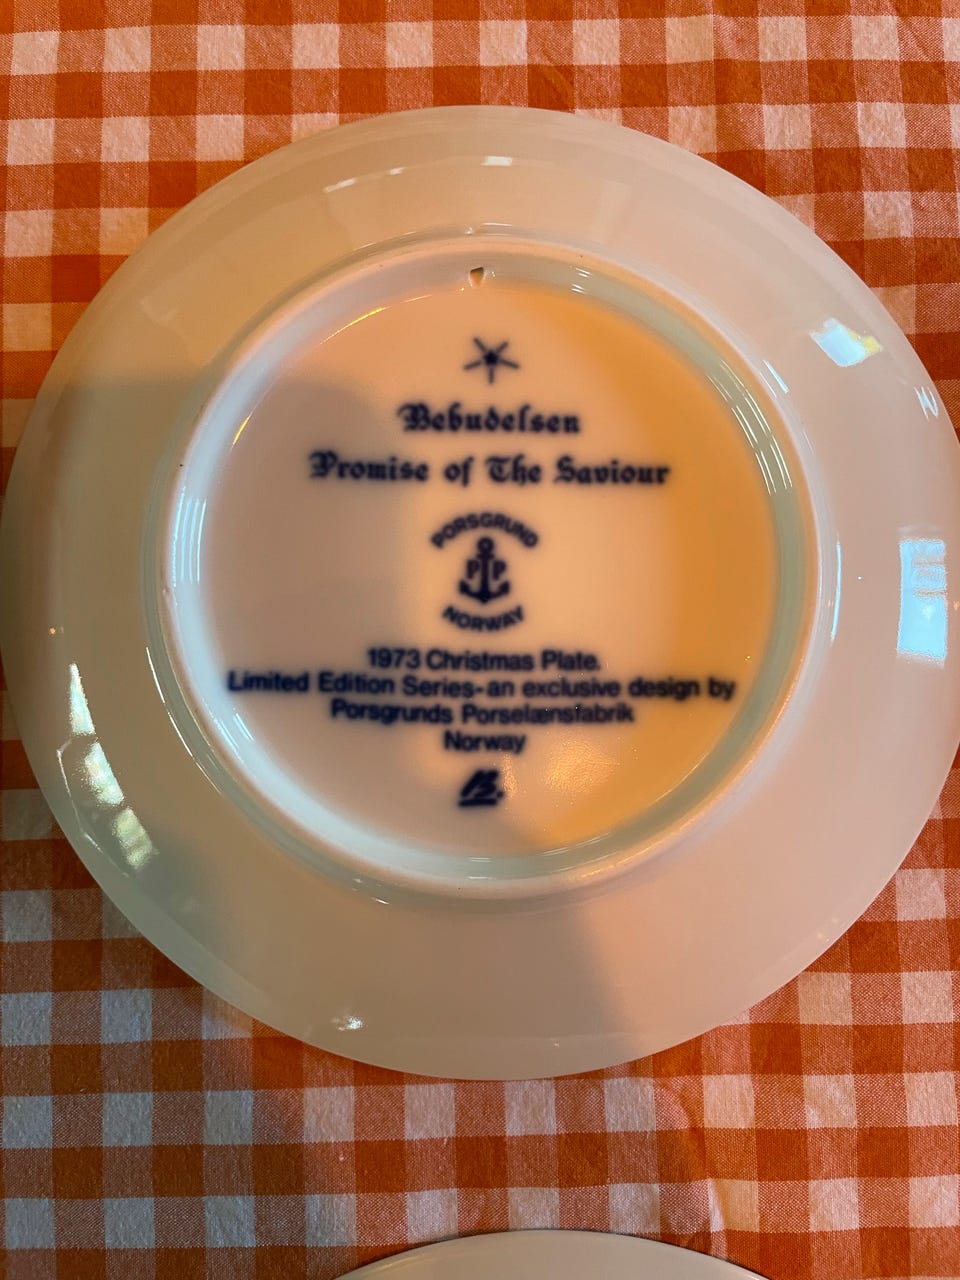 Bebudelsen
Promise of The Saviour
PORSGRUND
PP
NORWAY
1973 Christmas Plate.
Limited Edition Series-an exclusive design by
Porsgrunds Porselænsfabrik
Norway